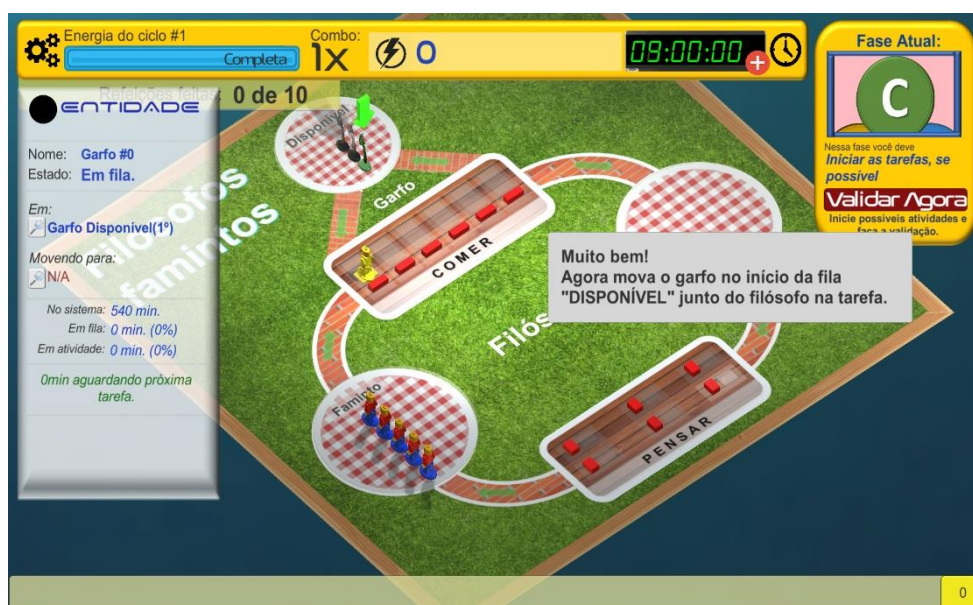 Energia do ciclo #1
Completa
Combo:
1X
0
09:00:00
Fase Atual:
C
Nessa fase você deve
Iniciar as tarefas, se
possível
Validar Agora
Inicie possiveis atividades e
faça a validação.
Refeições feitas: 0 de 10
ENTIDADE
Nome: Garfo #0
Estado: Em fila.
Em:
Garfo Disponível(1º)
Movendo para:
N/A
No sistema: 540 min.
Em fila: 0 min. (0%)
Em atividade: 0 min. (0%)
0min aguardando próxima
tarefa.
Filósofos
famintos
Disponível
Garfo
COMER
Muito bem!
Agora mova o garfo no início da fila
"DISPONÍVEL" junto do filósofo na tarefa.
Faminto
PENSAR
0